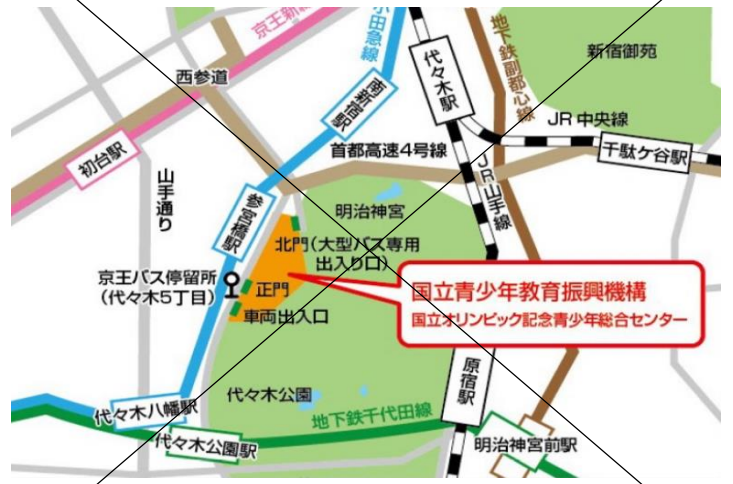 京王新線
小田急線
地下鉄副都心線
新宿御苑
代々木駅
西参道
南新宿駅
JR中央線
首都高速4号線
千駄ケ谷駅
初台駅
JR山手線
山手通り
参宮橋駅
明治神宮
北門(大型バス専用
出入り口)
京王バス停留所
(代々木5丁目)
正門
国立青少年教育振興機構
国立オリンピック記念青少年総合センター
車両出入口
原宿駅
代々木公園
代々木八幡駅
地下鉄千代田線
代々木公園駅
明治神宮前駅